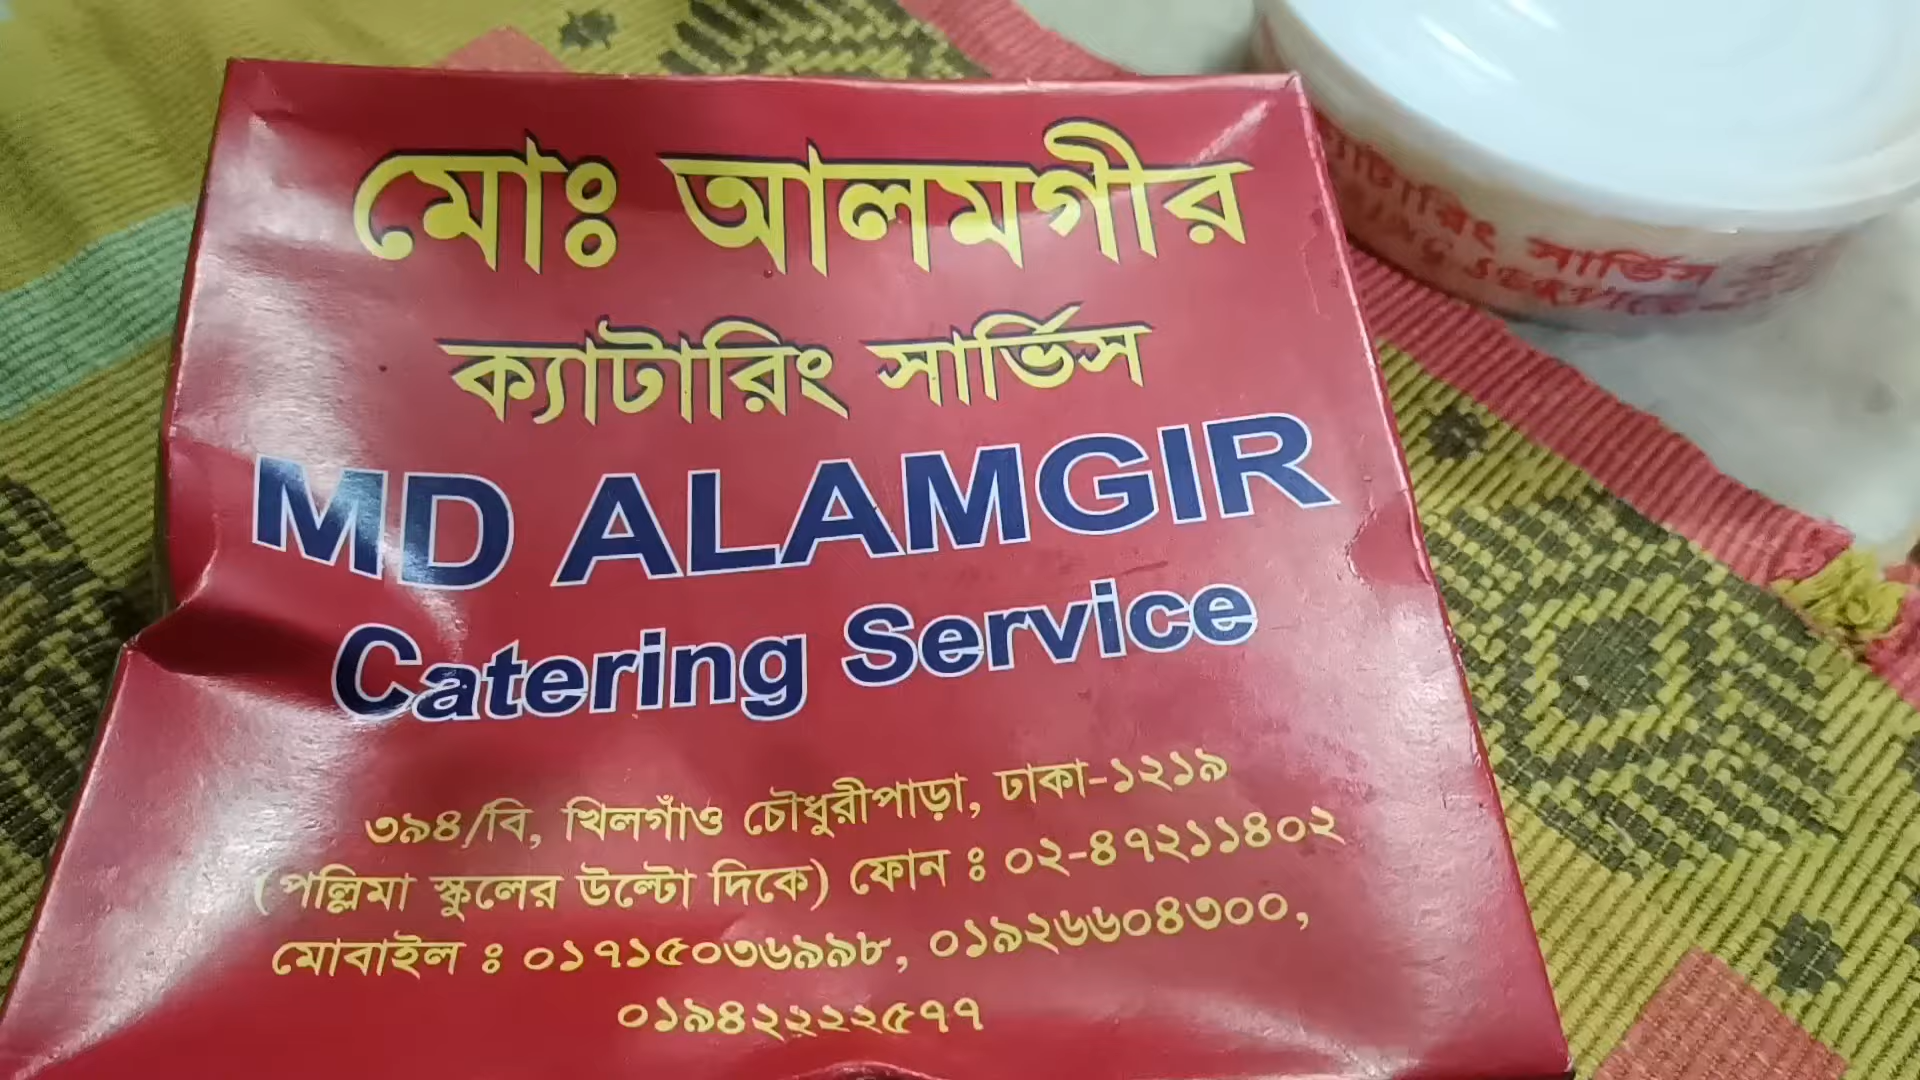 মোঃ আলমগীর
ক্যাটারিং সার্ভিস
MD ALAMGIR
Catering Service
৩৯৪/বি, খিলগাঁও চৌধুরীপাড়া, ঢাকা-১২১৯
(পল্লিমা স্কুলের উল্টো দিকে) ফোন ঃ ০২-৪৭২১১৪০২
মোবাইল ঃ ০১৭১৫০৩৬৯৯৮, ০১৯২৬৬০৪৩০০,
০১৯৪২২২২৫৭৭
সার্ভিস